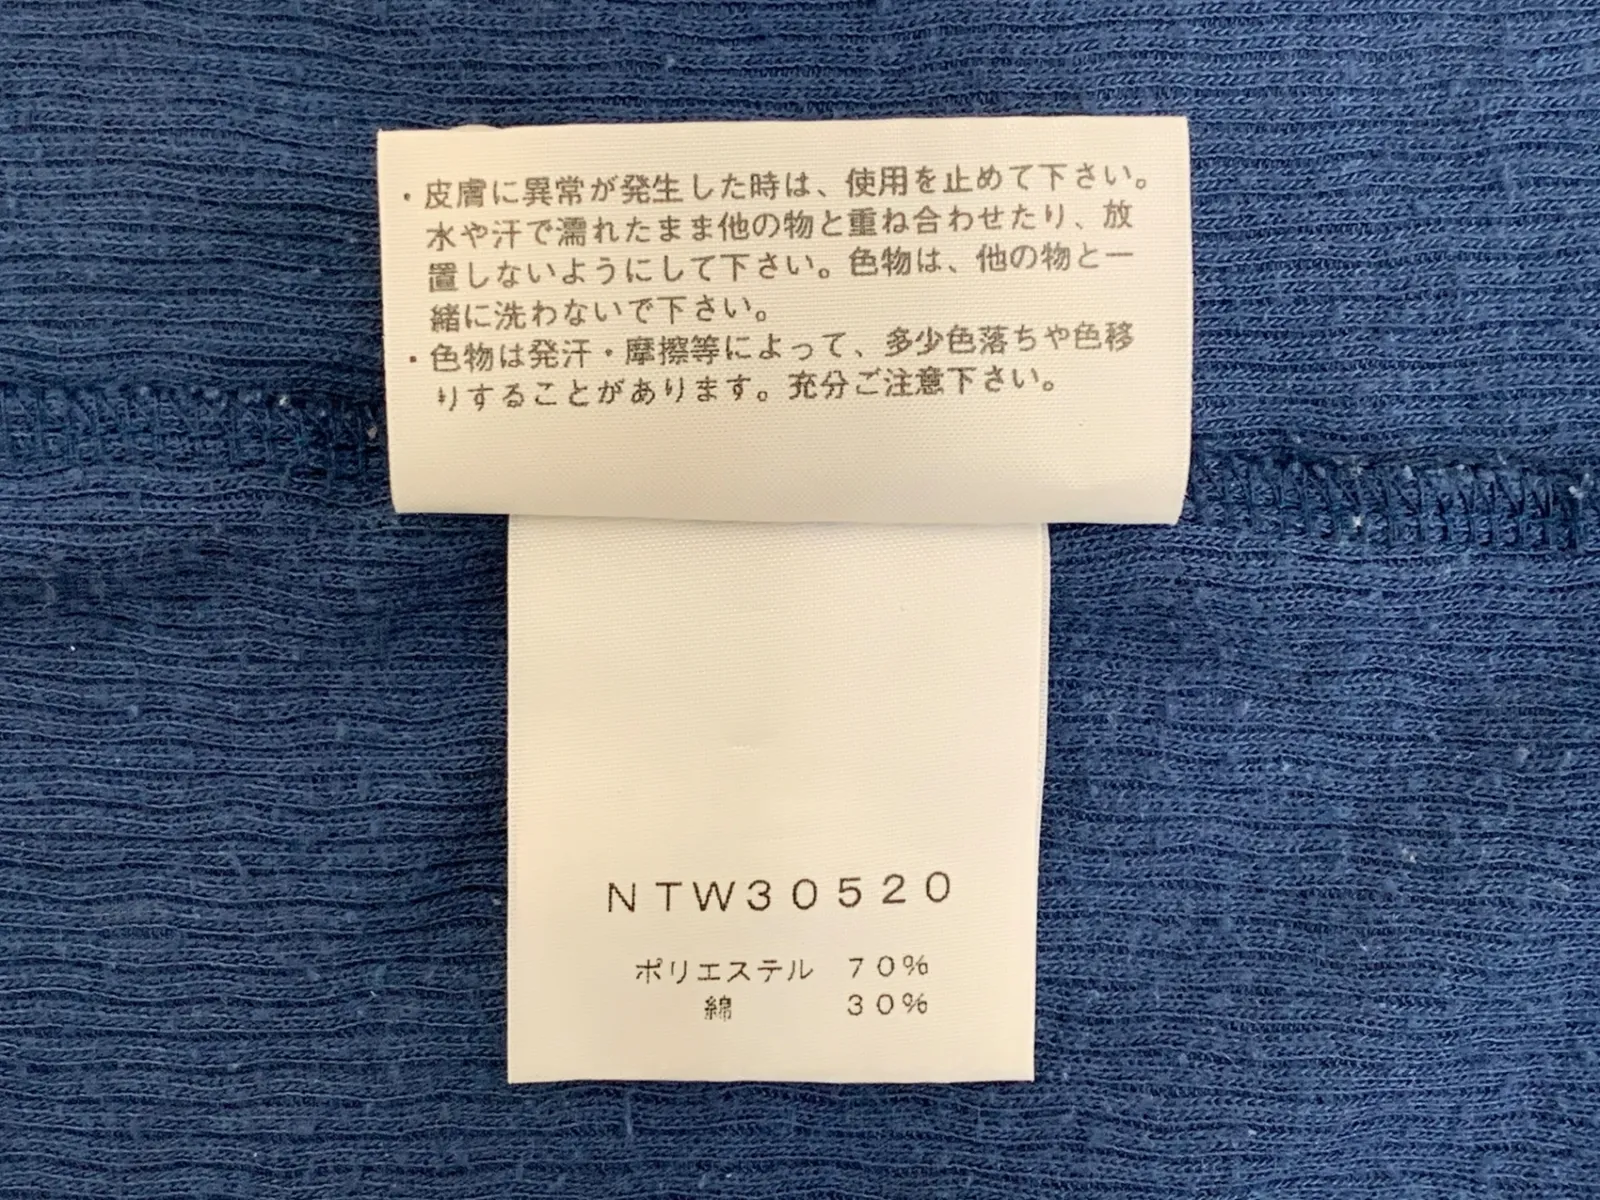 ・皮膚に異常が発生した時は、使用を止めて下さい。
水や汗で濡れたまま他の物と重ね合わせたり、放
置しないようにして下さい。色物は、他の物と一
緒に洗わないで下さい。
・色物は発汗・摩擦等によって、多少色落ちや色移
りすることがあります。充分ご注意下さい。
NTW30520
ポリエステル 70%
綿 30%